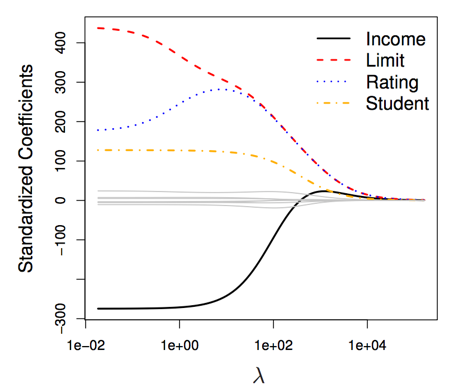 Income
Limit
Rating
Student
Standardized Coefficients
400
300
200
100
0
−100
−300
1e−02
1e+00
1e+02
1e+04
λ